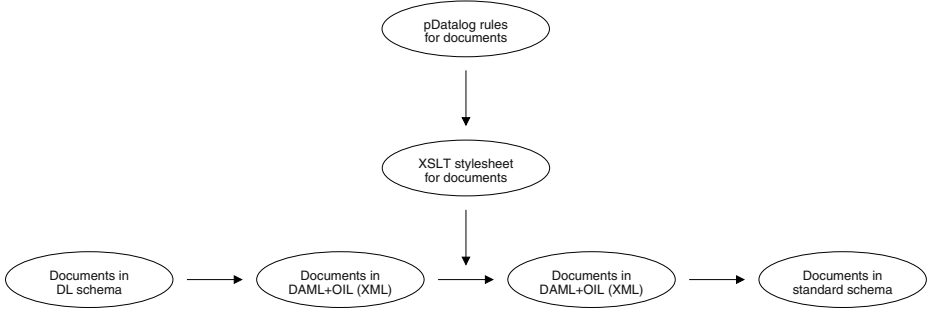 pDatalog rules
for documents
XSLT stylesheet
for documents
Documents in
DL schema
Documents in
DAML+OIL (XML)
Documents in
DAML+OIL (XML)
Documents in
standard schema